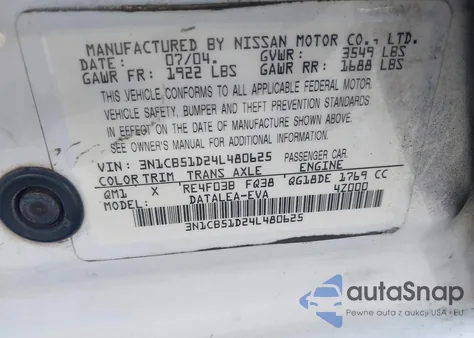 MANUFACTURED BY NISSAN MOTOR CO., LTD.
DATE: 07/04. GVWR: 3549 LBS
GAWR FR: 1922 LBS GAWR RR: 1688 LBS
THIS VEHICLE CONFORMS TO ALL APPLICABLE FEDERAL MOTOR
VEHICLE SAFETY, BUMPER AND THEFT PREVENTION STANDARDS
IN EFFECT ON THE DATE OF MANUFACTURE SHOWN ABOVE.
SEE OWNER'S MANUAL FOR ADDITIONAL INFORMATION.
VIN: 3N1CB51D24L480625 PASSENGER CAR
COLOR TRIM TRANS AXLE ENGINE
QM1 X RE4F03B FQ38 QG18DE 1769 CC
MODEL: DATALEA-EVA 4Z000
3N1CB51D24L480625
autoSnap
Pewne auta z aukcji USA • EU